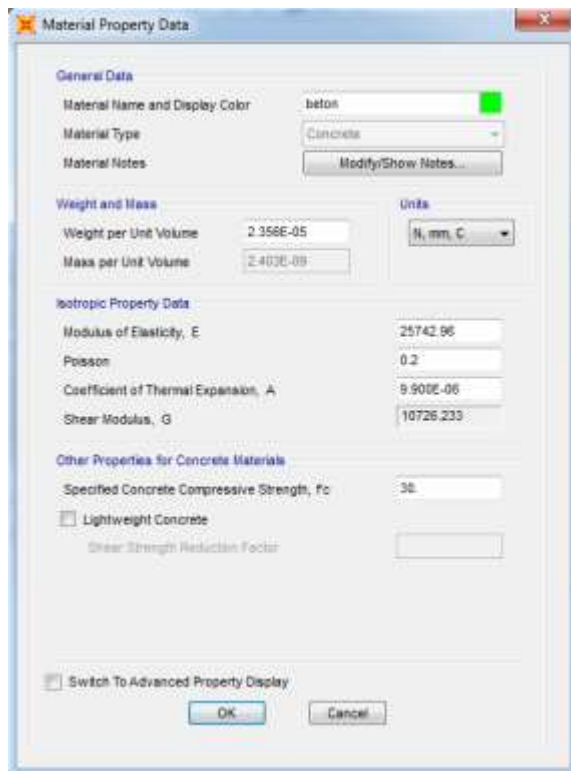 Material Property Data
General Data
Material Name and Display Color beton
Material Type Concrete
Material Notes Modify/Show Notes...
Weight and Mass Units
Weight per Unit Volume 2.356E-05 N, mm, C
Mass per Unit Volume 2.403E-09
Isotropic Property Data
Modulus of Elasticity, E 25742.96
Poisson 0.2
Coefficient of Thermal Expansion, A 9.900E-06
Shear Modulus, G 10726.233
Other Properties for Concrete Materials
Specified Concrete Compressive Strength, f'c 30.
Lightweight Concrete
Shear Strength Reduction Factor
Switch To Advanced Property Display
OK Cancel